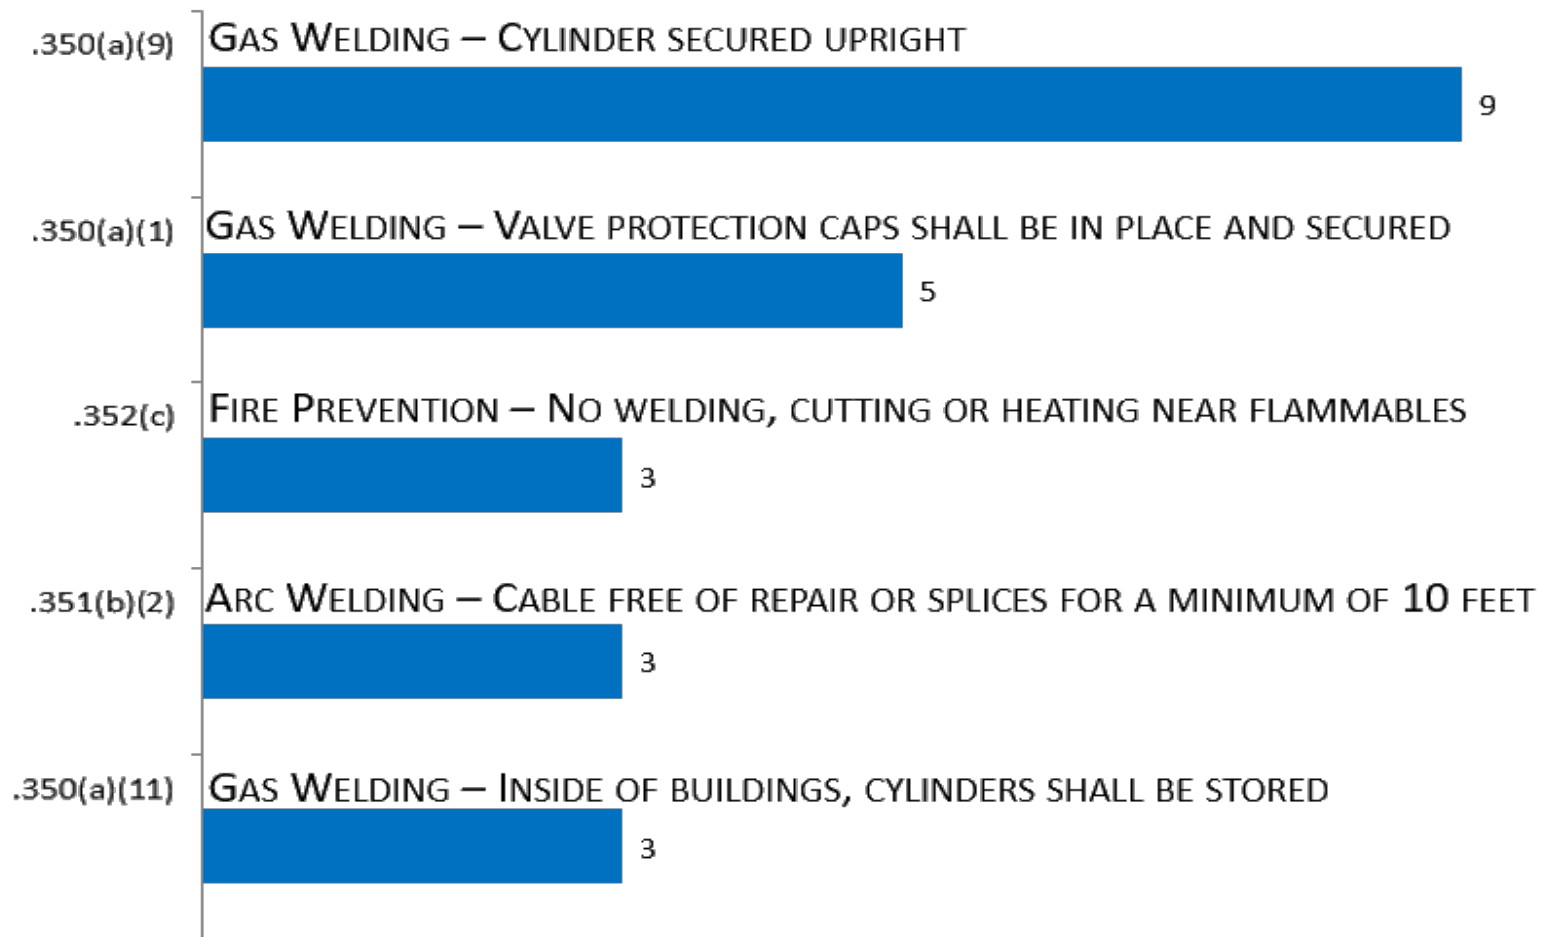 .350(a)(9) Gas Welding – Cylinder secured upright
9
.350(a)(1) Gas Welding – Valve protection caps shall be in place and secured
5
.352(c) Fire Prevention – No welding, cutting or heating near flammables
3
.351(b)(2) Arc Welding – Cable free of repair or splices for a minimum of 10 feet
3
.350(a)(11) Gas Welding – Inside of buildings, cylinders shall be stored
3